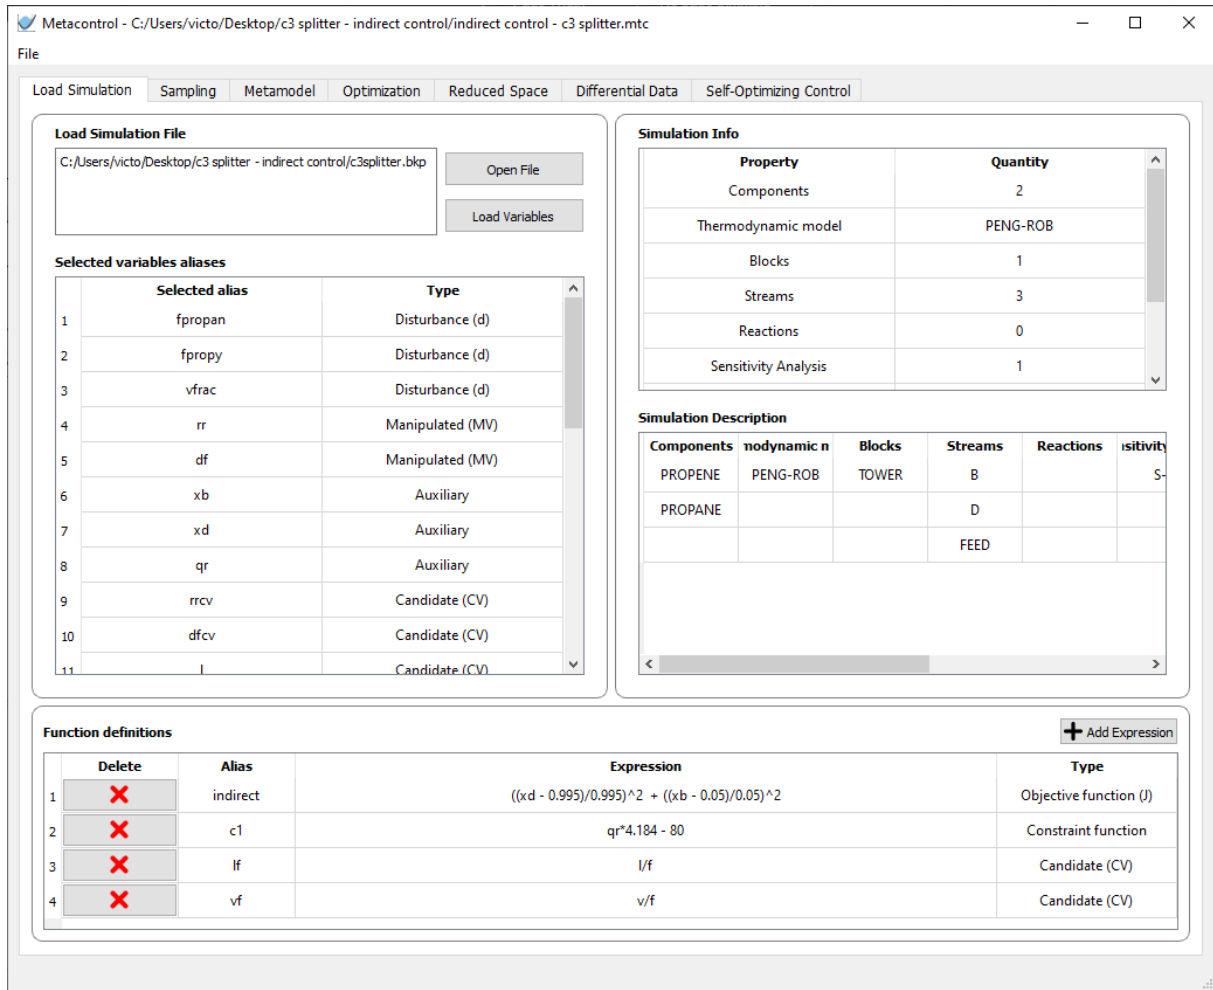 Metacontrol - C:/Users/victo/Desktop/c3 splitter - indirect control/indirect control - c3 splitter.mtc
File
Load Simulation Sampling Metamodel Optimization Reduced Space Differential Data Self-Optimizing Control
Load Simulation File
C:/Users/victo/Desktop/c3 splitter - indirect control/c3splitter.bkp
Open File
Load Variables
Selected variables aliases
Selected alias Type
1 fpropan Disturbance (d)
2 fpropy Disturbance (d)
3 vfrac Disturbance (d)
4 rr Manipulated (MV)
5 df Manipulated (MV)
6 xb Auxiliary
7 xd Auxiliary
8 qr Auxiliary
9 rrcv Candidate (CV)
10 dfcv Candidate (CV)
11 l Candidate (CV)
Simulation Info
Property Quantity
Components 2
Thermodynamic model PENG-ROB
Blocks 1
Streams 3
Reactions 0
Sensitivity Analysis 1
Simulation Description
Components modynamic n Blocks Streams Reactions sitivity
PROPENE PENG-ROB TOWER B S-
PROPANE D
FEED
Function definitions
Add Expression
Delete Alias Expression Type
1 indirect ((xd - 0.995)/0.995)^2 + ((xb - 0.05)/0.05)^2 Objective function (J)
2 c1 qr*4.184 - 80 Constraint function
3 lf l/f Candidate (CV)
4 vf v/f Candidate (CV)